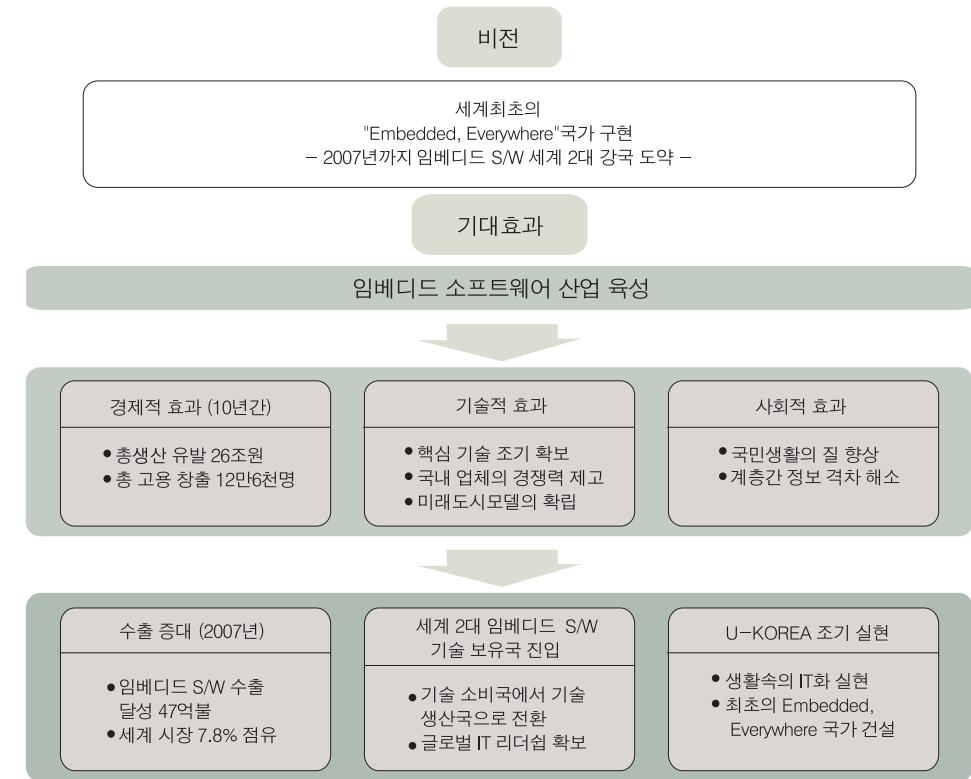 비전
세계최초의
"Embedded, Everywhere"국가 구현
– 2007년까지 임베디드 S/W 세계 2대 강국 도약 –
기대효과
임베디드 소프트웨어 산업 육성
경제적 효과 (10년간)
● 총생산 유발 26조원
● 총 고용 창출 12만6천명
기술적 효과
● 핵심 기술 조기 확보
● 국내 업체의 경쟁력 제고
● 미래도시모델의 확립
사회적 효과
● 국민생활의 질 향상
● 계층간 정보 격차 해소
수출 증대 (2007년)
● 임베디드 S/W 수출
달성 47억불
● 세계 시장 7.8% 점유
세계 2대 임베디드 S/W
기술 보유국 진입
● 기술 소비국에서 기술
생산국으로 전환
● 글로벌 IT 리더쉽 확보
U-KOREA 조기 실현
● 생활속의 IT화 실현
● 최초의 Embedded,
Everywhere 국가 건설